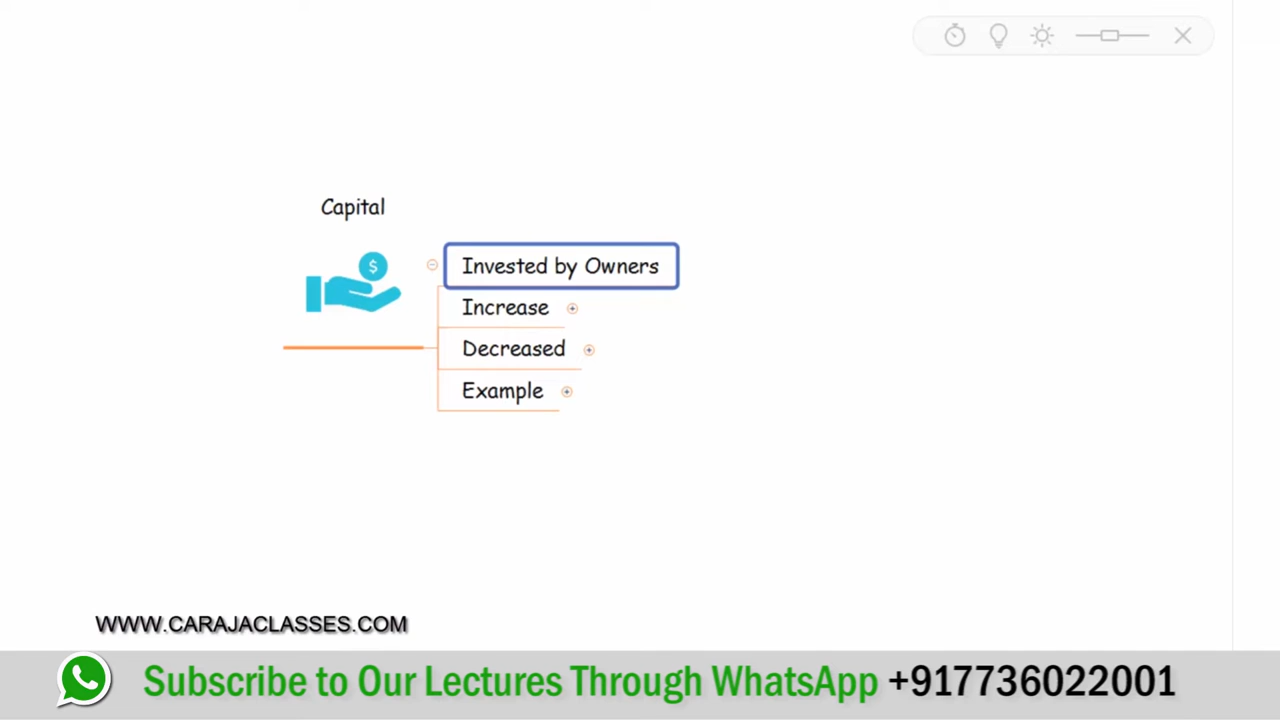 Capital
$
Invested by Owners
Increase
Decreased
Example
WWW.CARAJACLASSES.COM
Subscribe to Our Lectures Through WhatsApp +917736022001